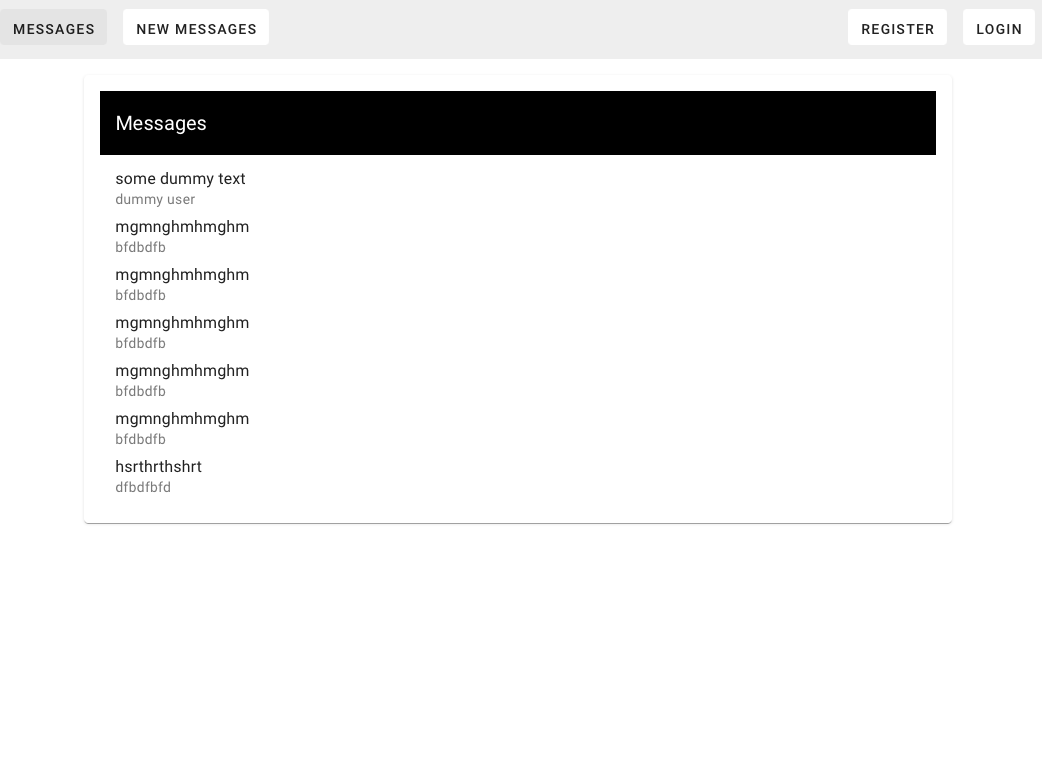 MESSAGES NEW MESSAGES REGISTER LOGIN
Messages
some dummy text
dummy user
mgmnghmhmghm
bfdbdfb
mgmnghmhmghm
bfdbdfb
mgmnghmhmghm
bfdbdfb
mgmnghmhmghm
bfdbdfb
mgmnghmhmghm
bfdbdfb
hsrthrthshrt
dfbdfbfd